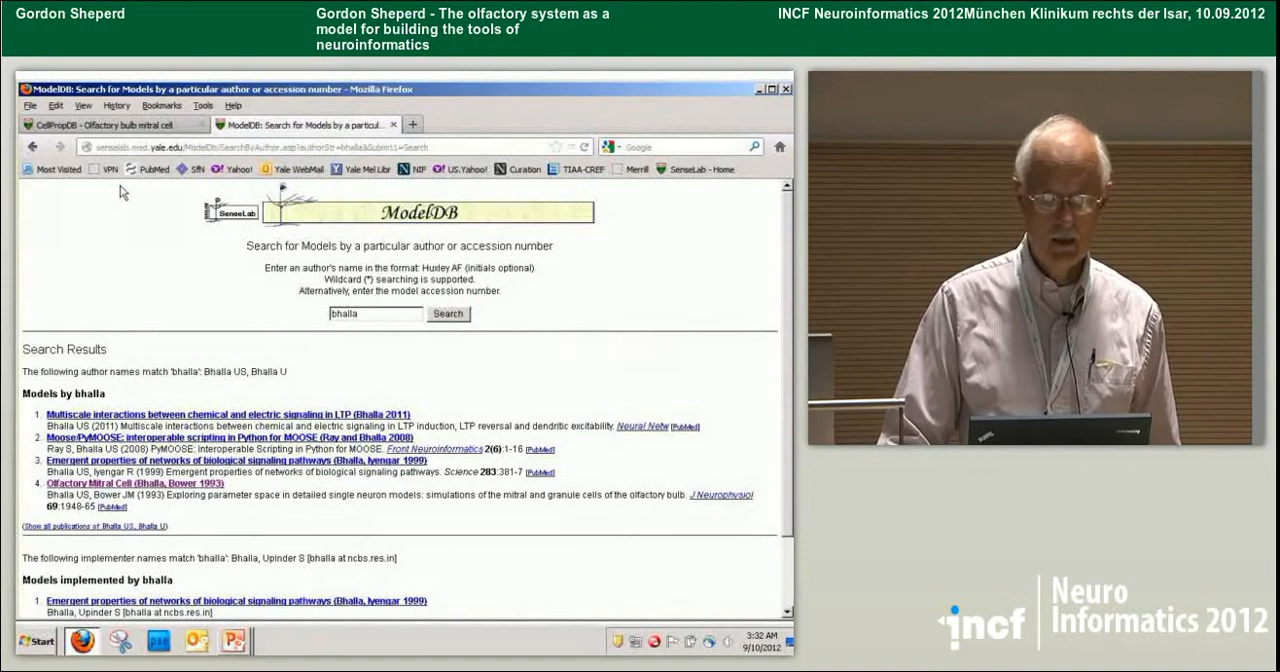 Gordon Sheperd
Gordon Sheperd - The olfactory system as a
model for building the tools of
neuroinformatics
INCF Neuroinformatics 2012München Klinikum rechts der Isar, 10.09.2012
ModelDB: Search for Models by a particular author or accession number - Mozilla Firefox
File Edit View History Bookmarks Tools Help
CellPropDB - Olfactory bulb mitral cell
ModelDB: Search for Models by a particul...
senselab.med.yale.edu/ModelDb/SearchByAuthor.asp?authorStr=bhalla&Submit1=Search
Google
Most Visited VPN PubMed SfN Yahoo! Yale WebMail Yale Mel Libr NIF US.Yahoo! Curation TIAA-CREF Merrill SenseLab - Home
SenseLab
ModelDB
Search for Models by a particular author or accession number
Enter an author's name in the format: Huxley AF (initials optional)
Wildcard (*) searching is supported.
Alternatively, enter the model accession number.
bhalla Search
Search Results
The following author names match 'bhalla': Bhalla US, Bhalla U
Models by bhalla
1. Multiscale interactions between chemical and electric signaling in LTP (Bhalla 2011)
Bhalla US (2011) Multiscale interactions between chemical and electric signaling in LTP induction, LTP reversal and dendritic excitability. Neural Netw [PubMed]
2. Moose/PyMOOSE: interoperable scripting in Python for MOOSE (Ray and Bhalla 2008)
Ray S, Bhalla US (2008) PyMOOSE: Interoperable Scripting in Python for MOOSE. Front Neuroinformatics 2(6):1-16 [PubMed]
3. Emergent properties of networks of biological signaling pathways (Bhalla, Iyengar 1999)
Bhalla US, Iyengar R (1999) Emergent properties of networks of biological signaling pathways. Science 283:381-7 [PubMed]
4. Olfactory Mitral Cell (Bhalla, Bower 1993)
Bhalla US, Bower JM (1993) Exploring parameter space in detailed single neuron models: simulations of the mitral and granule cells of the olfactory bulb. J Neurophysiol
69:1948-65 [PubMed]
(Show all publications of Bhalla US, Bhalla U)
The following implementer names match 'bhalla': Bhalla, Upinder S [bhalla at ncbs.res.in]
Models implemented by bhalla
1. Emergent properties of networks of biological signaling pathways (Bhalla, Iyengar 1999)
Bhalla, Upinder S [bhalla at ncbs.res.in]
Start
3:32 AM
9/10/2012
incf
Neuro
Informatics 2012